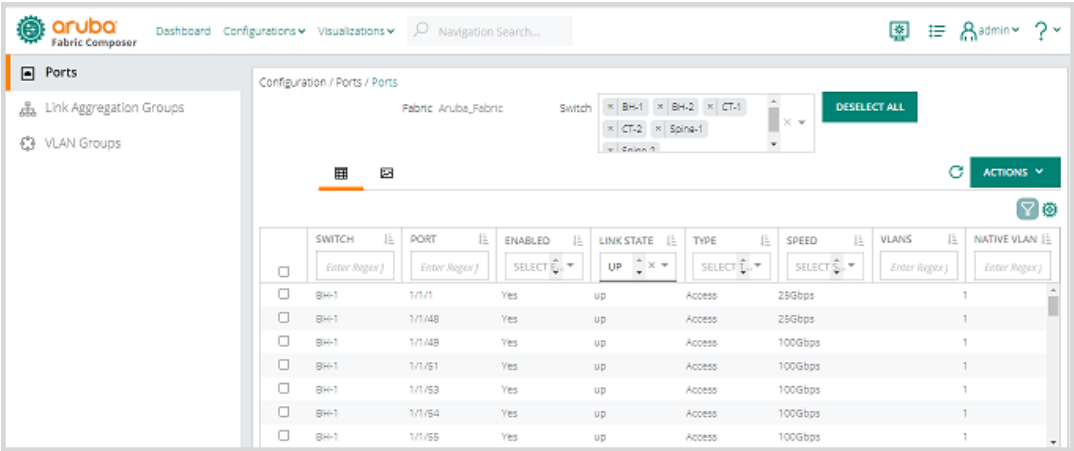 aruba
Fabric Composer
Dashboard Configurations Visualizations Navigation Search... admin ?
Ports
Link Aggregation Groups
VLAN Groups
Configuration / Ports / Ports
Fabric Aruba_Fabric Switch × BH-1 × BH-2 × CT-1 DESELECT ALL
× CT-2 × Spine-1
× Spine-2
ACTIONS
SWITCH PORT ENABLED LINK STATE TYPE SPEED VLANS NATIVE VLAN
Enter Regex Enter Regex SELECT UP × SELECT SELECT Enter Regex Enter Regex
BH-1 1/1/1 Yes up Access 25Gbps 1
BH-1 1/1/48 Yes up Access 25Gbps 1
BH-1 1/1/49 Yes up Access 100Gbps 1
BH-1 1/1/51 Yes up Access 100Gbps 1
BH-1 1/1/53 Yes up Access 100Gbps 1
BH-1 1/1/54 Yes up Access 100Gbps 1
BH-1 1/1/55 Yes up Access 100Gbps 1